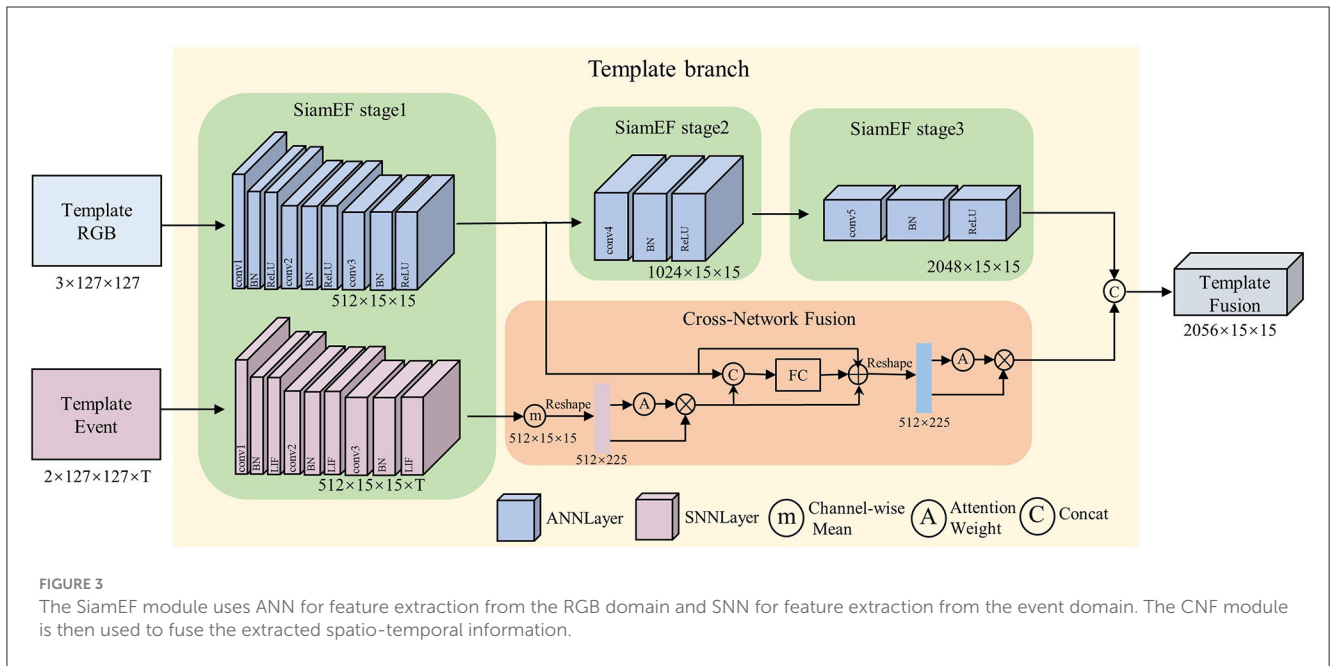 Template branch
SiamEF stage1
conv1
BN
ReLU
conv2
BN
ReLU
conv3
BN
ReLU
512×15×15
SiamEF stage2
conv4
BN
ReLU
1024×15×15
SiamEF stage3
conv5
BN
ReLU
2048×15×15
Template
RGB
3×127×127
Template
Event
2×127×127×T
conv1
BN
LIF
conv2
BN
LIF
conv3
BN
LIF
512×15×15×T
Cross-Network Fusion
m
Reshape
512×15×15
512×225
A
C
FC
Reshape
512×225
A
C
Template
Fusion
2056×15×15
ANNLayer
SNNLayer
m
Channel-wise
Mean
A
Attention
Weight
C
Concat
FIGURE 3
The SiamEF module uses ANN for feature extraction from the RGB domain and SNN for feature extraction from the event domain. The CNF module
is then used to fuse the extracted spatio-temporal information.